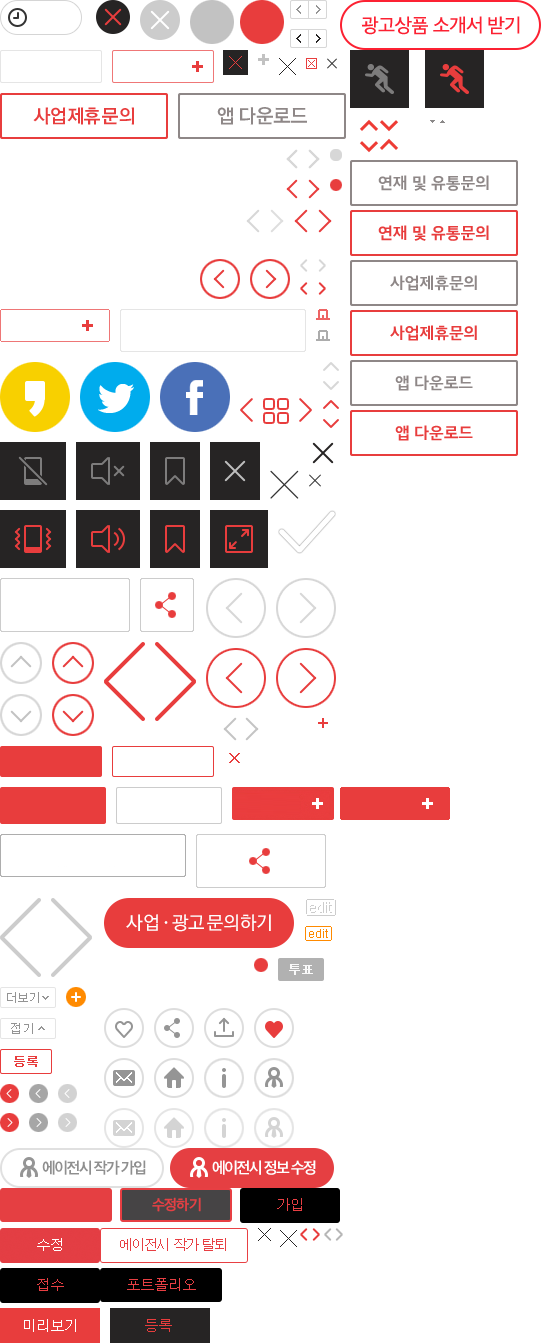 광고상품 소개서 받기
사업제휴문의
앱 다운로드
연재 및 유통문의
연재 및 유통문의
사업제휴문의
사업제휴문의
앱 다운로드
앱 다운로드
사업 · 광고 문의하기
edit
edit
투표
더보기
접기
등록
에이전시 작가 가입
에이전시 정보 수정
수정하기
가입
수정
에이전시 작가 탈퇴
접수
포트폴리오
미리보기
등록